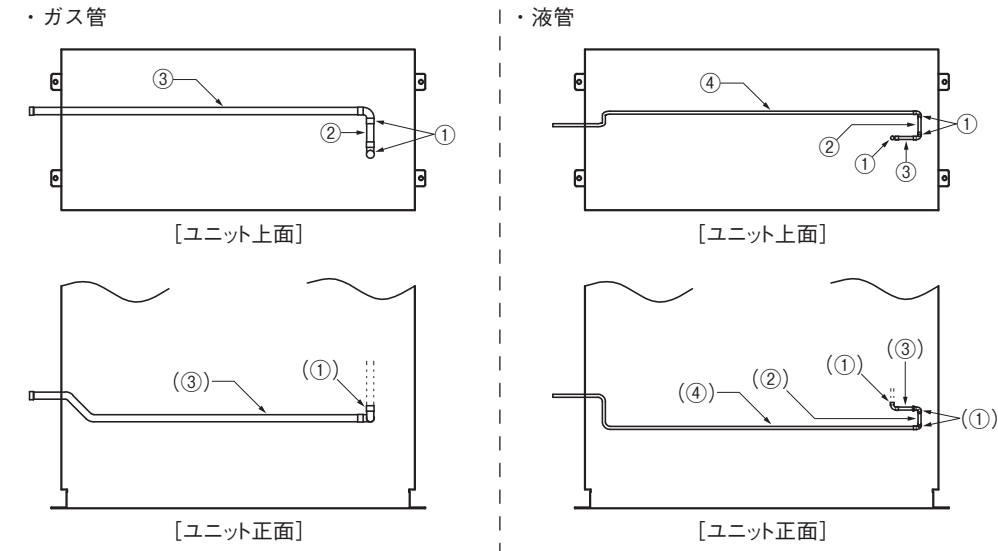 ・ガス管
③
②
①
[ユニット上面]
(③)
(①)
[ユニット正面]
・液管
④
②
①
①
③
[ユニット上面]
(③)
(①)
(②)
(④)
(①)
[ユニット正面]